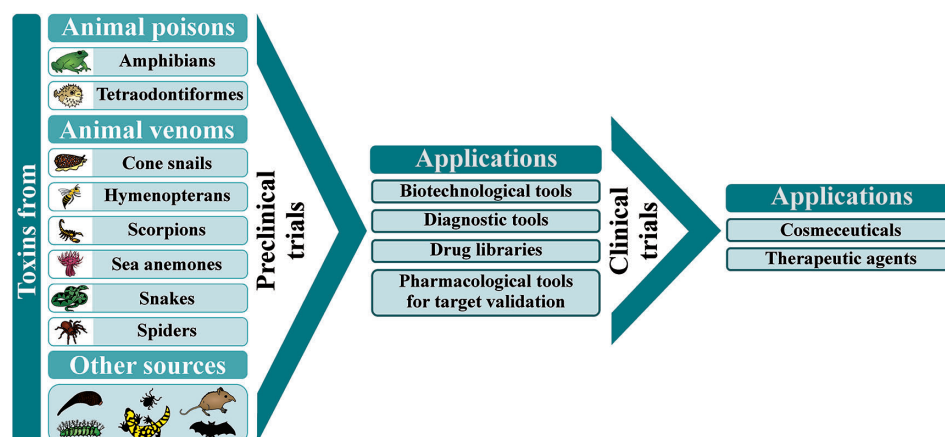 Toxins from
Animal poisons
Amphibians
Tetraodontiformes
Animal venoms
Cone snails
Hymenopterans
Scorpions
Sea anemones
Snakes
Spiders
Other sources
Preclinical
trials
Applications
Biotechnological tools
Diagnostic tools
Drug libraries
Pharmacological tools
for target validation
Clinical
trials
Applications
Cosmeceuticals
Therapeutic agents